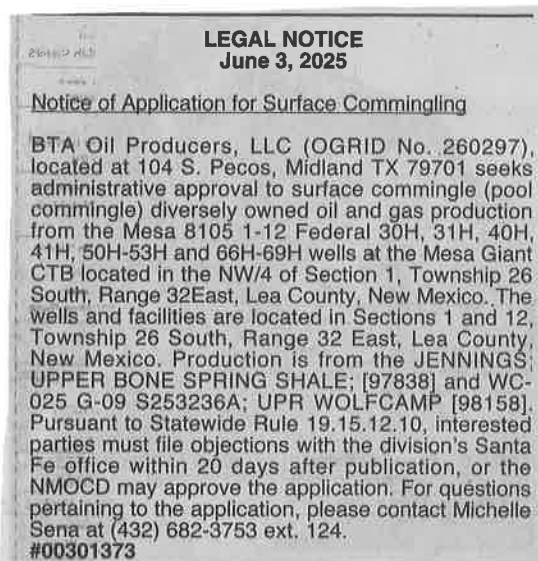 LEGAL NOTICE
June 3, 2025
Notice of Application for Surface Commingling
BTA Oil Producers, LLC (OGRID No. 260297),
located at 104 S. Pecos, Midland TX 79701 seeks
administrative approval to surface commingle (pool
commingle) diversely owned oil and gas production
from the Mesa 8105 1-12 Federal 30H, 31H, 40H,
41H, 50H-53H and 66H-69H wells at the Mesa Giant
CTB located in the NW/4 of Section 1, Township 26
South, Range 32East, Lea County, New Mexico. The
wells and facilities are located in Sections 1 and 12,
Township 26 South, Range 32 East, Lea County,
New Mexico. Production is from the JENNINGS;
UPPER BONE SPRING SHALE; [97838] and WC-
025 G-09 S253236A; UPR WOLFCAMP [98158].
Pursuant to Statewide Rule 19.15.12.10, interested
parties must file objections with the division's Santa
Fe office within 20 days after publication, or the
NMOCD may approve the application. For questions
pertaining to the application, please contact Michelle
Sena at (432) 682-3753 ext. 124.
#00301373